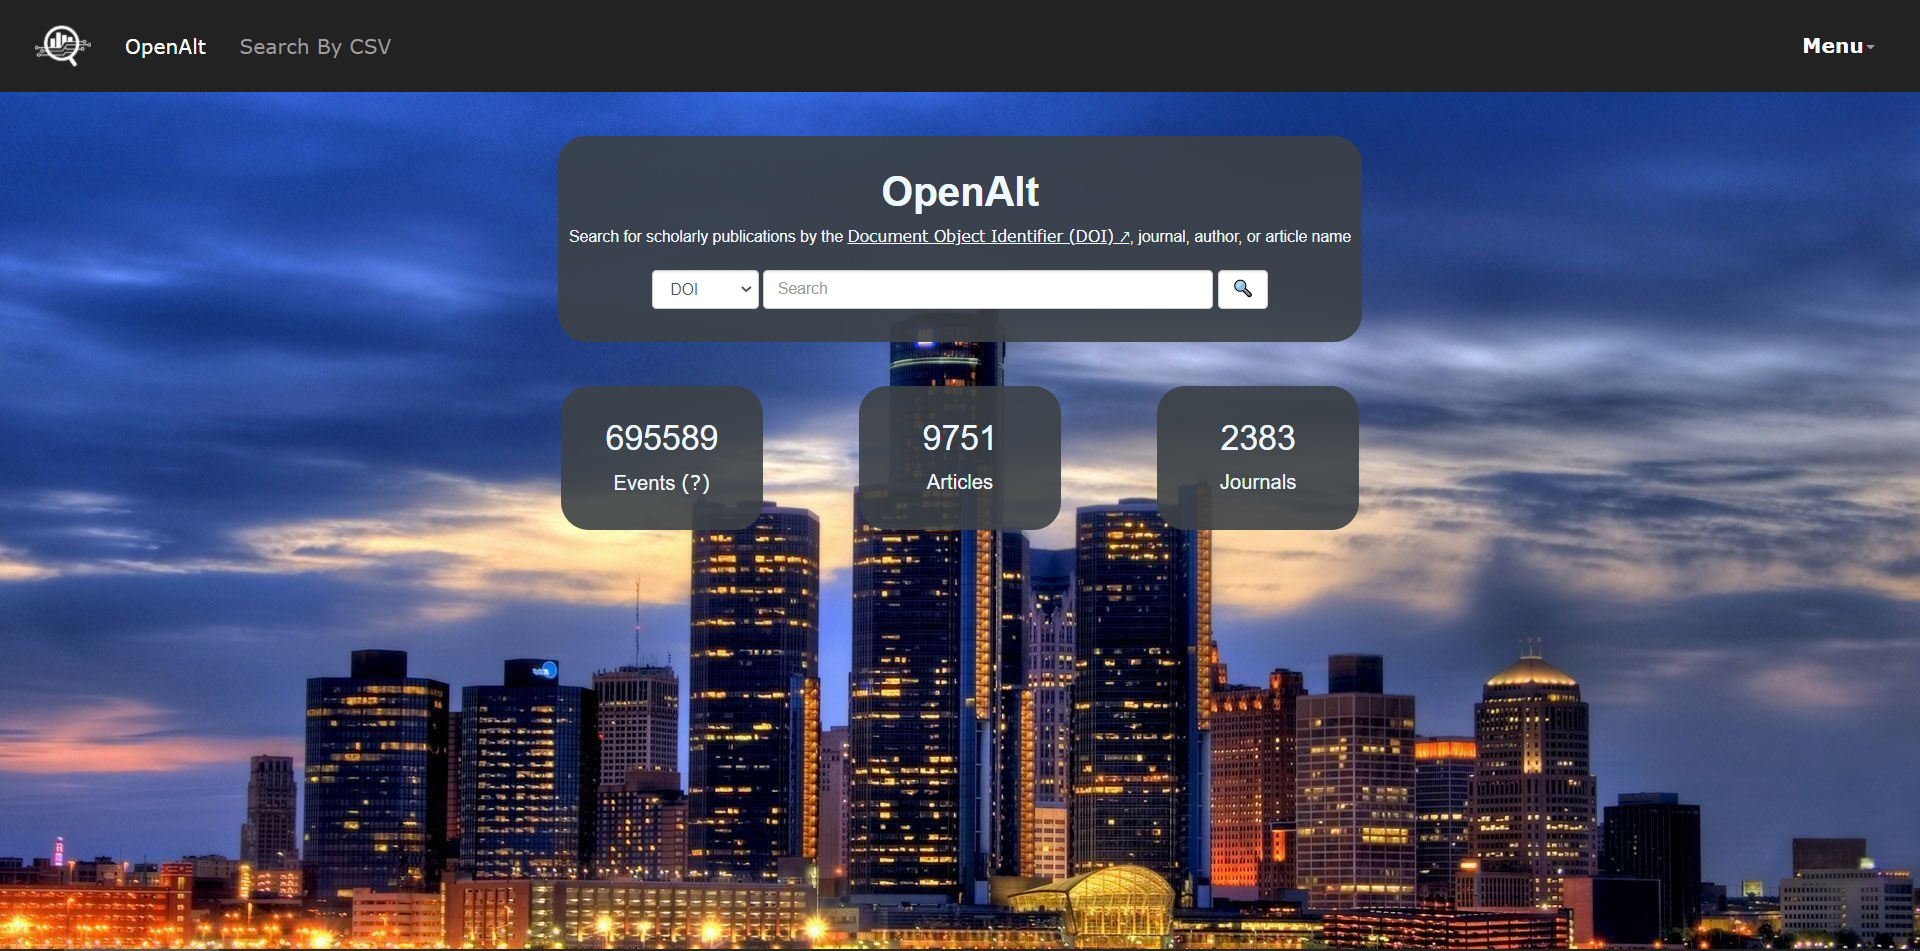 OpenAlt
Search By CSV
Menu
OpenAlt
Search for scholarly publications by the Document Object Identifier (DOI) ↗, journal, author, or article name
DOI
Search
695589
Events (?)
9751
Articles
2383
Journals